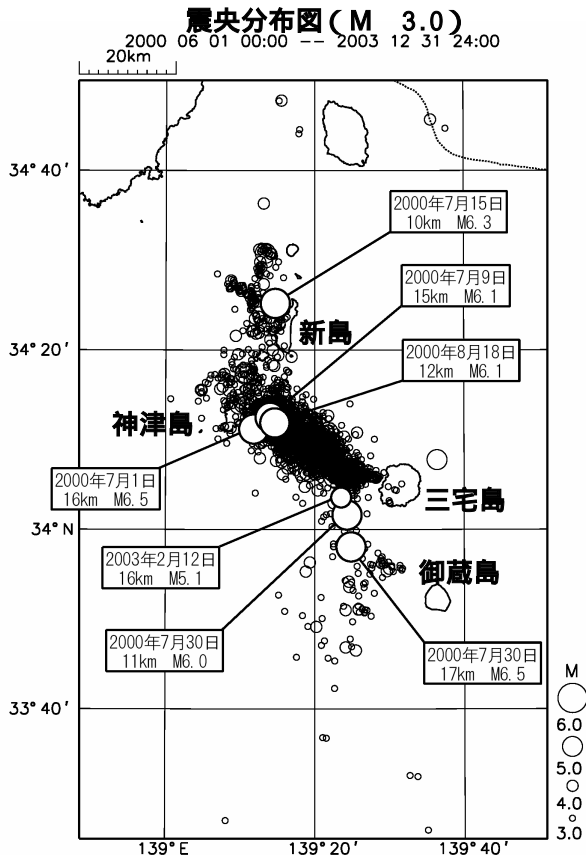 震央分布図(M 3.0)
2000 06 01 00:00 -- 2003 12 31 24:00
20km
34°40′
2000年7月15日
10km M6.3
2000年7月9日
15km M6.1
新島
34°20′
2000年8月18日
12km M6.1
神津島
2000年7月1日
16km M6.5
三宅島
34°N
2003年2月12日
16km M5.1
御蔵島
2000年7月30日
11km M6.0
2000年7月30日
17km M6.5
33°40′
M
6.0
5.0
4.0
3.0
139°E
139°20′
139°40′